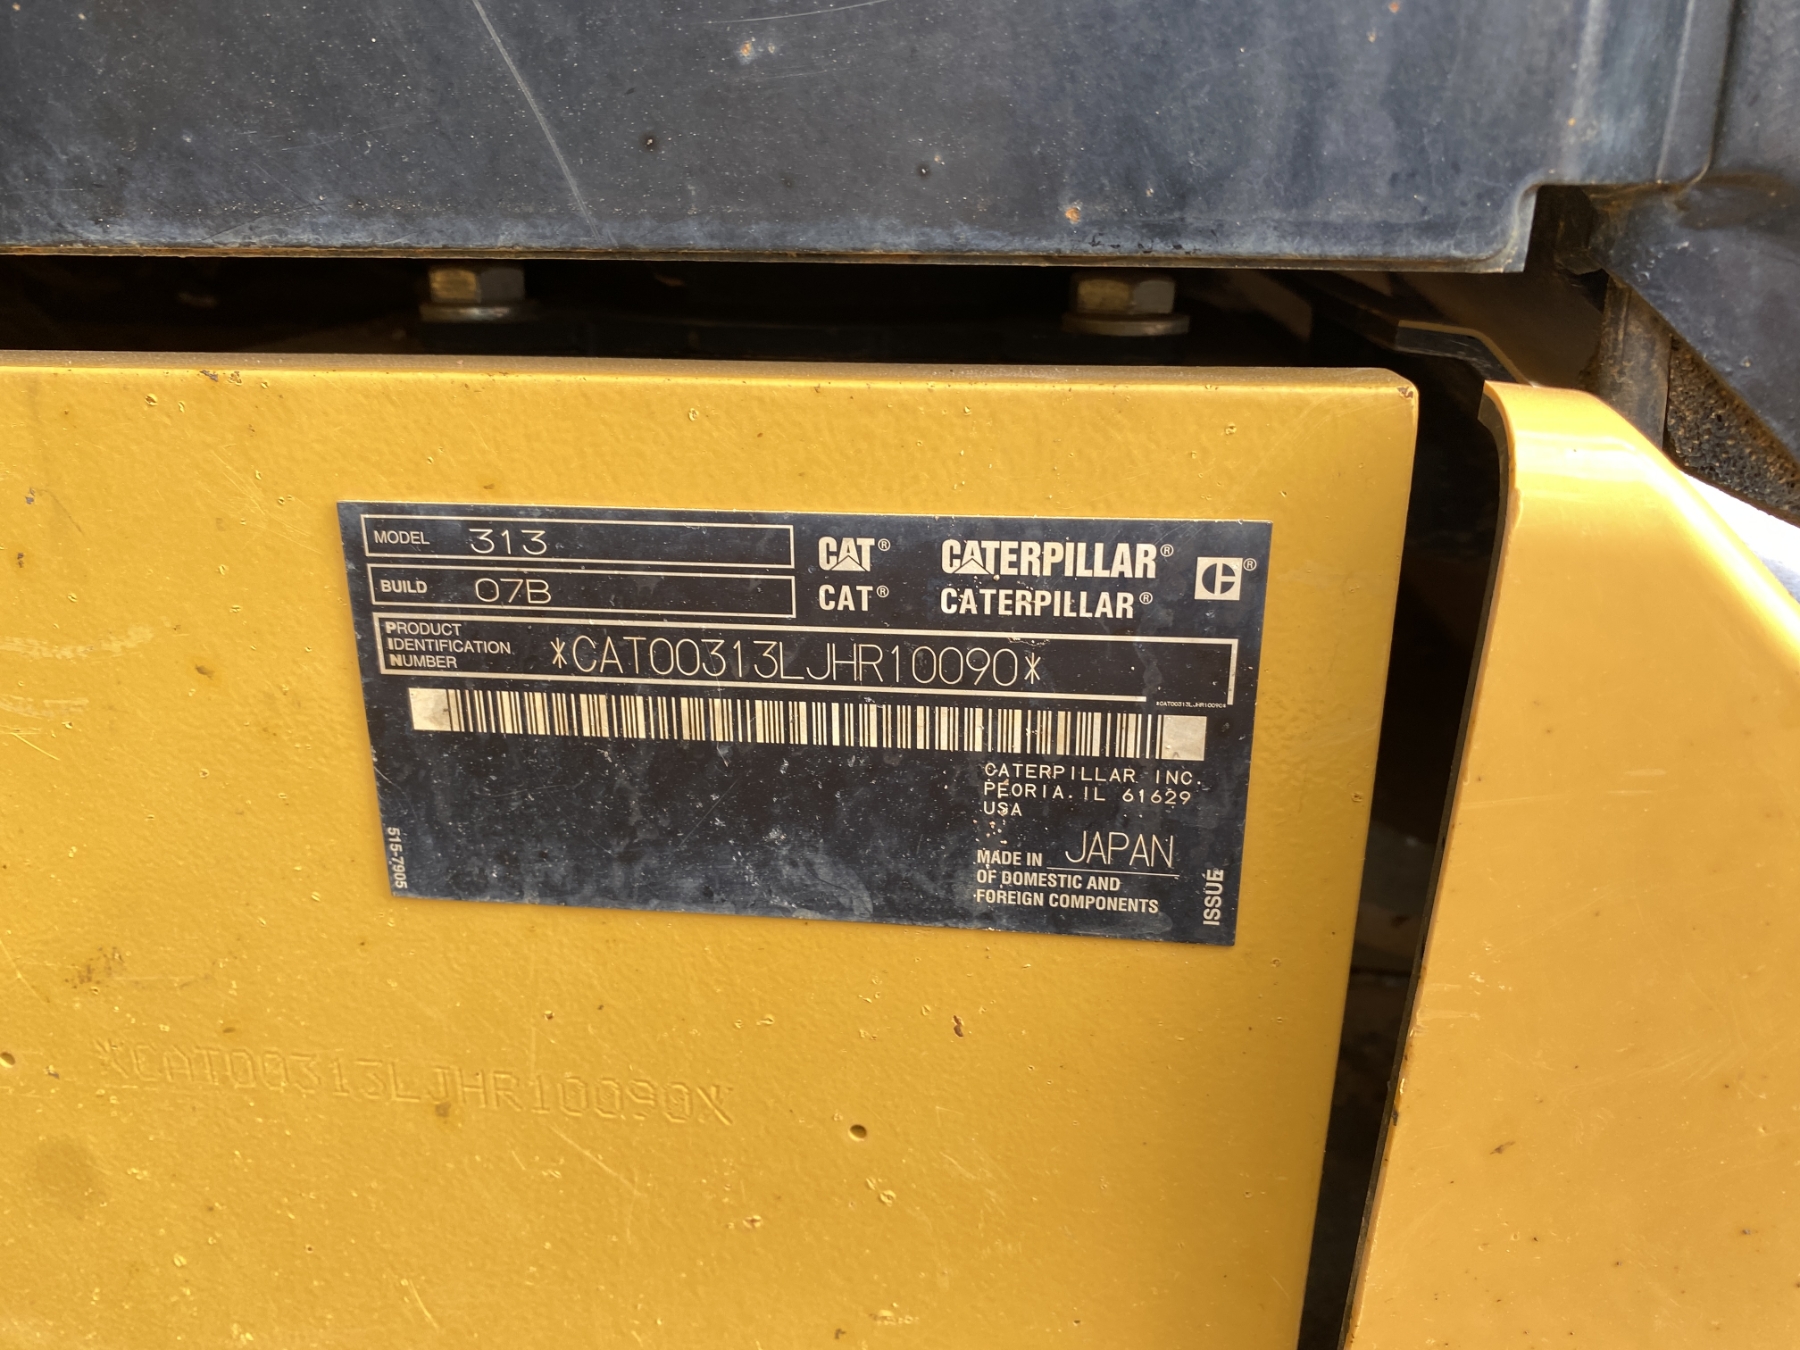 MODEL 313
BUILD 07B
CAT® CATERPILLAR® ®
CAT® CATERPILLAR®
PRODUCT
IDENTIFICATION
NUMBER
*CAT00313LJHR10090*
*CAT00313LJHR10090*
CATERPILLAR INC.
PEORIA. IL 61629
USA
MADE IN JAPAN
OF DOMESTIC AND
FOREIGN COMPONENTS
515-7905
ISSUE
*CAT00313LJHR10090*